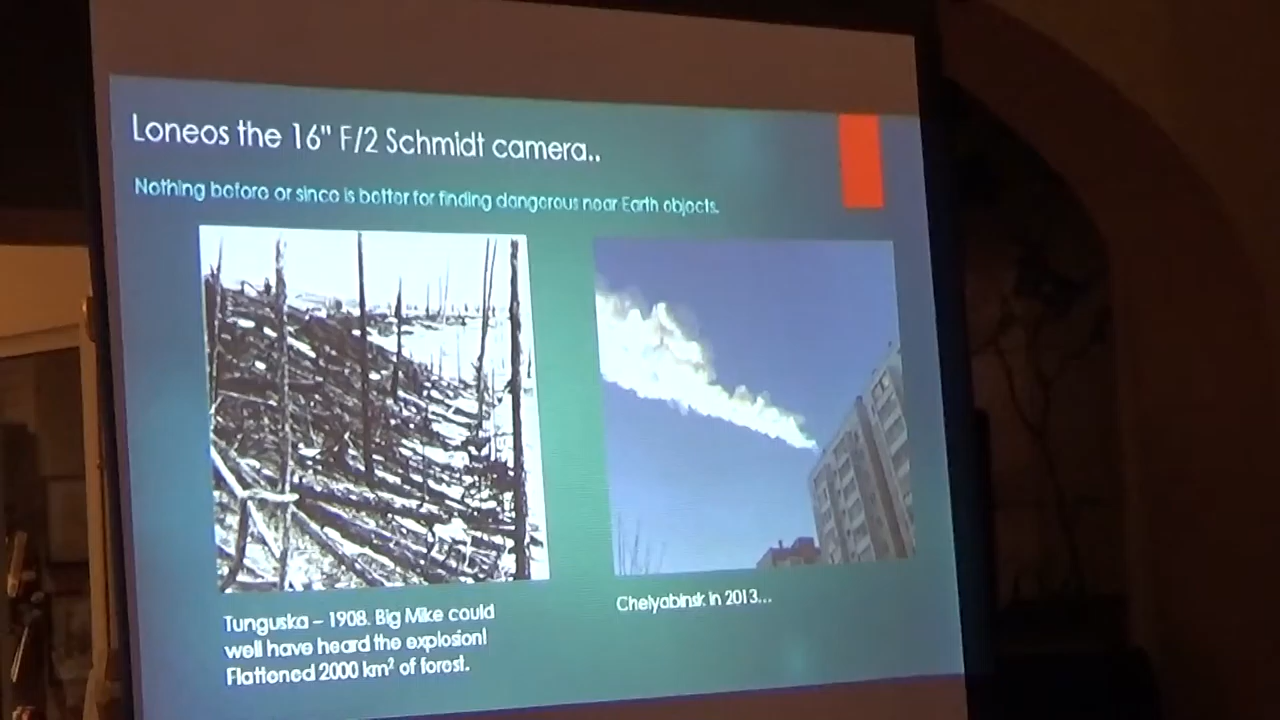 Loneos the 16" F/2 Schmidt camera..
Nothing before or since is better for finding dangerous near Earth objects.
Tunguska – 1908. Big Mike could
well have heard the explosion!
Flattened 2000 km² of forest.
Chelyabinsk in 2013...